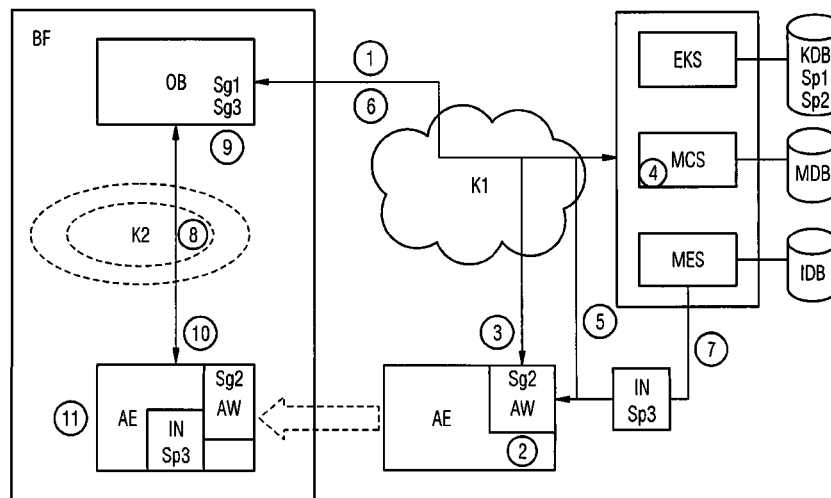 BF
OB
Sg1
Sg3
9
1
6
K1
EKS
KDB
Sp1
Sp2
4
MCS
MDB
MES
IDB
K2
8
10
3
5
7
11
AE
Sg2
AW
IN
Sp3
AE
Sg2
AW
2
IN
Sp3